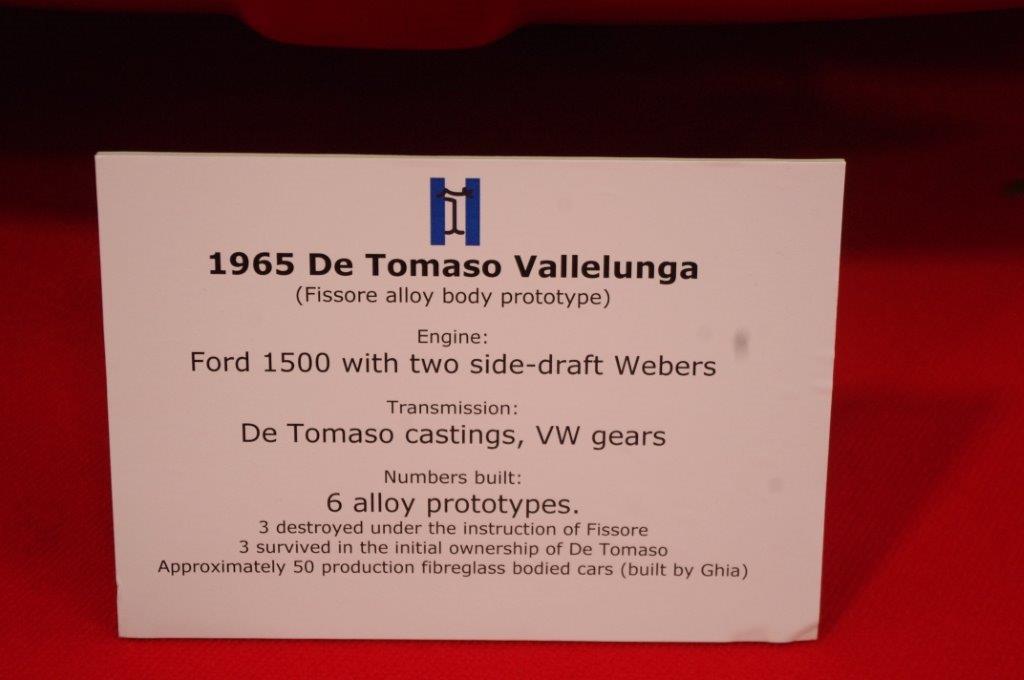 1965 De Tomaso Vallelunga
(Fissore alloy body prototype)
Engine:
Ford 1500 with two side-draft Webers
Transmission:
De Tomaso castings, VW gears
Numbers built:
6 alloy prototypes.
3 destroyed under the instruction of Fissore
3 survived in the initial ownership of De Tomaso
Approximately 50 production fibreglass bodied cars (built by Ghia)